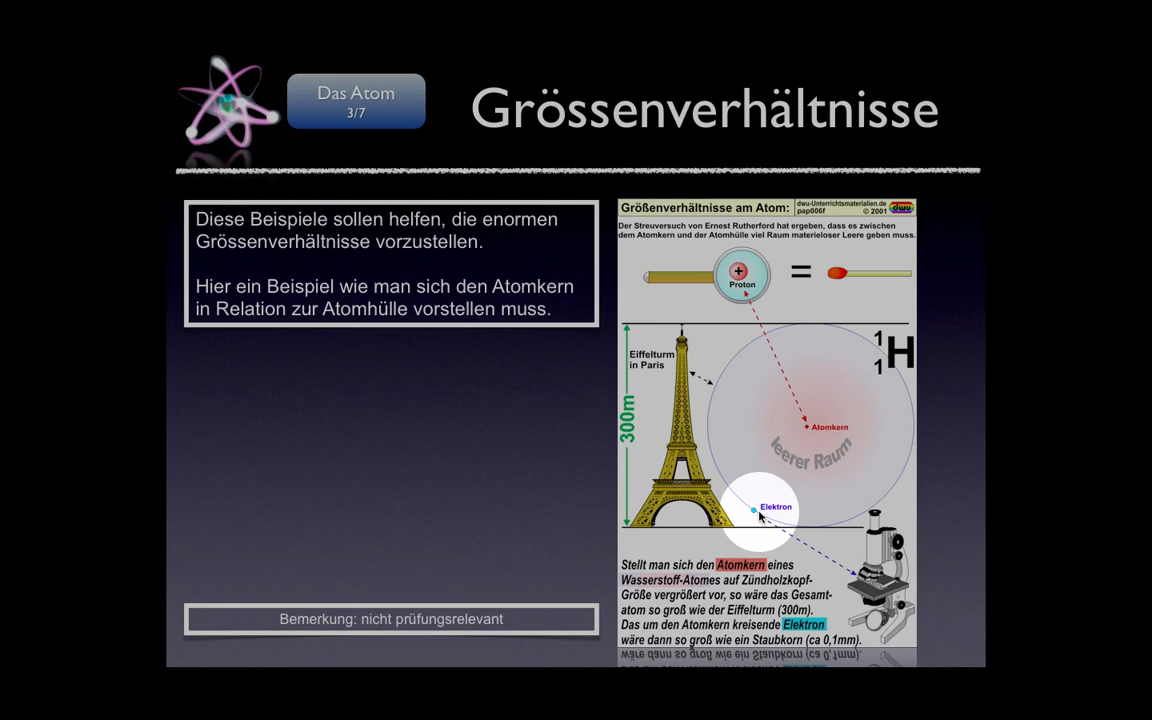 Das Atom
3/7
Grössenverhältnisse
Diese Beispiele sollen helfen, die enormen
Grössenverhältnisse vorzustellen.
Hier ein Beispiel wie man sich den Atomkern
in Relation zur Atomhülle vorstellen muss.
Bemerkung: nicht prüfungsrelevant
Größenverhältnisse am Atom:
dwu-Unterrichtsmaterialien.de
pap006f © 2001
dwu
Der Streuversuch von Ernest Rutherford hat ergeben, dass es zwischen
dem Atomkern und der Atomhülle viel Raum materieloser Leere geben muss.
+
Proton
=
Eiffelturm
in Paris
300m
1
1
H
Atomkern
leerer Raum
Elektron
Stellt man sich den Atomkern eines
Wasserstoff-Atomes auf Zündholzkopf-
Größe vergrößert vor, so wäre das Gesamt-
atom so groß wie der Eiffelturm (300m).
Das um den Atomkern kreisende Elektron
wäre dann so groß wie ein Staubkorn (ca 0,1mm).